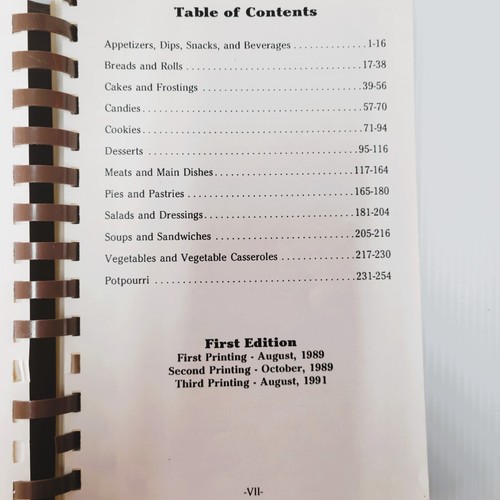 Table of Contents
Appetizers, Dips, Snacks, and Beverages . . . . . . . . . . . . . . 1-16
Breads and Rolls . . . . . . . . . . . . . . . . . . . . . . . . . . . . . . . . . 17-38
Cakes and Frostings . . . . . . . . . . . . . . . . . . . . . . . . . . . . . . 39-56
Candies . . . . . . . . . . . . . . . . . . . . . . . . . . . . . . . . . . . . . . . . 57-70
Cookies . . . . . . . . . . . . . . . . . . . . . . . . . . . . . . . . . . . . . . . . 71-94
Desserts . . . . . . . . . . . . . . . . . . . . . . . . . . . . . . . . . . . . . . 95-116
Meats and Main Dishes . . . . . . . . . . . . . . . . . . . . . . . . . . 117-164
Pies and Pastries . . . . . . . . . . . . . . . . . . . . . . . . . . . . . . . 165-180
Salads and Dressings . . . . . . . . . . . . . . . . . . . . . . . . . . . . 181-204
Soups and Sandwiches . . . . . . . . . . . . . . . . . . . . . . . . . . 205-216
Vegetables and Vegetable Casseroles . . . . . . . . . . . . . . 217-230
Potpourri . . . . . . . . . . . . . . . . . . . . . . . . . . . . . . . . . . . . . 231-254
First Edition
First Printing - August, 1989
Second Printing - October, 1989
Third Printing - August, 1991
-VII-